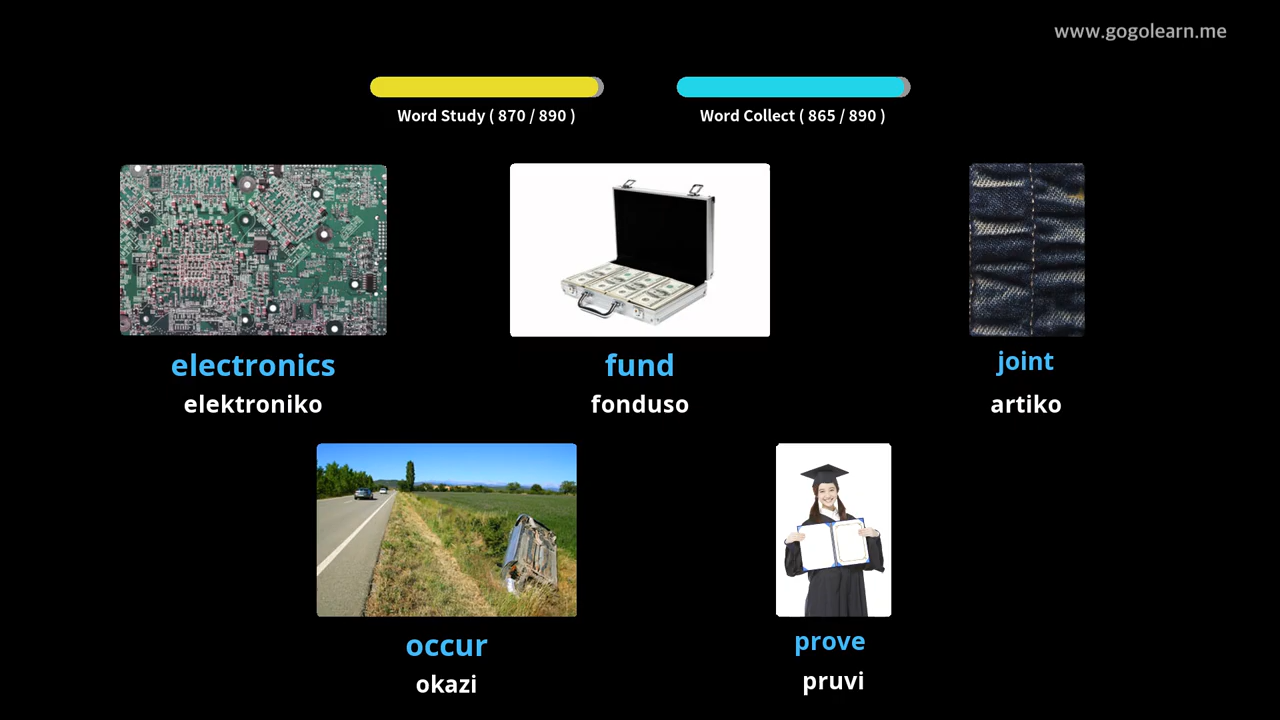 www.gogolearn.me
Word Study ( 870 / 890 )
Word Collect ( 865 / 890 )
electronics
elektroniko
fund
fonduso
joint
artiko
occur
okazi
prove
pruvi